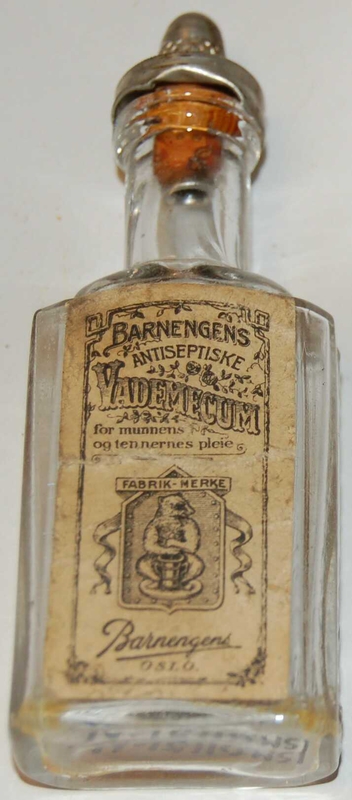 BARNENGENS
ANTISEPTISKE
VADEMECUM
for munnens
og tennernes pleie
FABRIK-MERKE
Barnengens
OSLO.